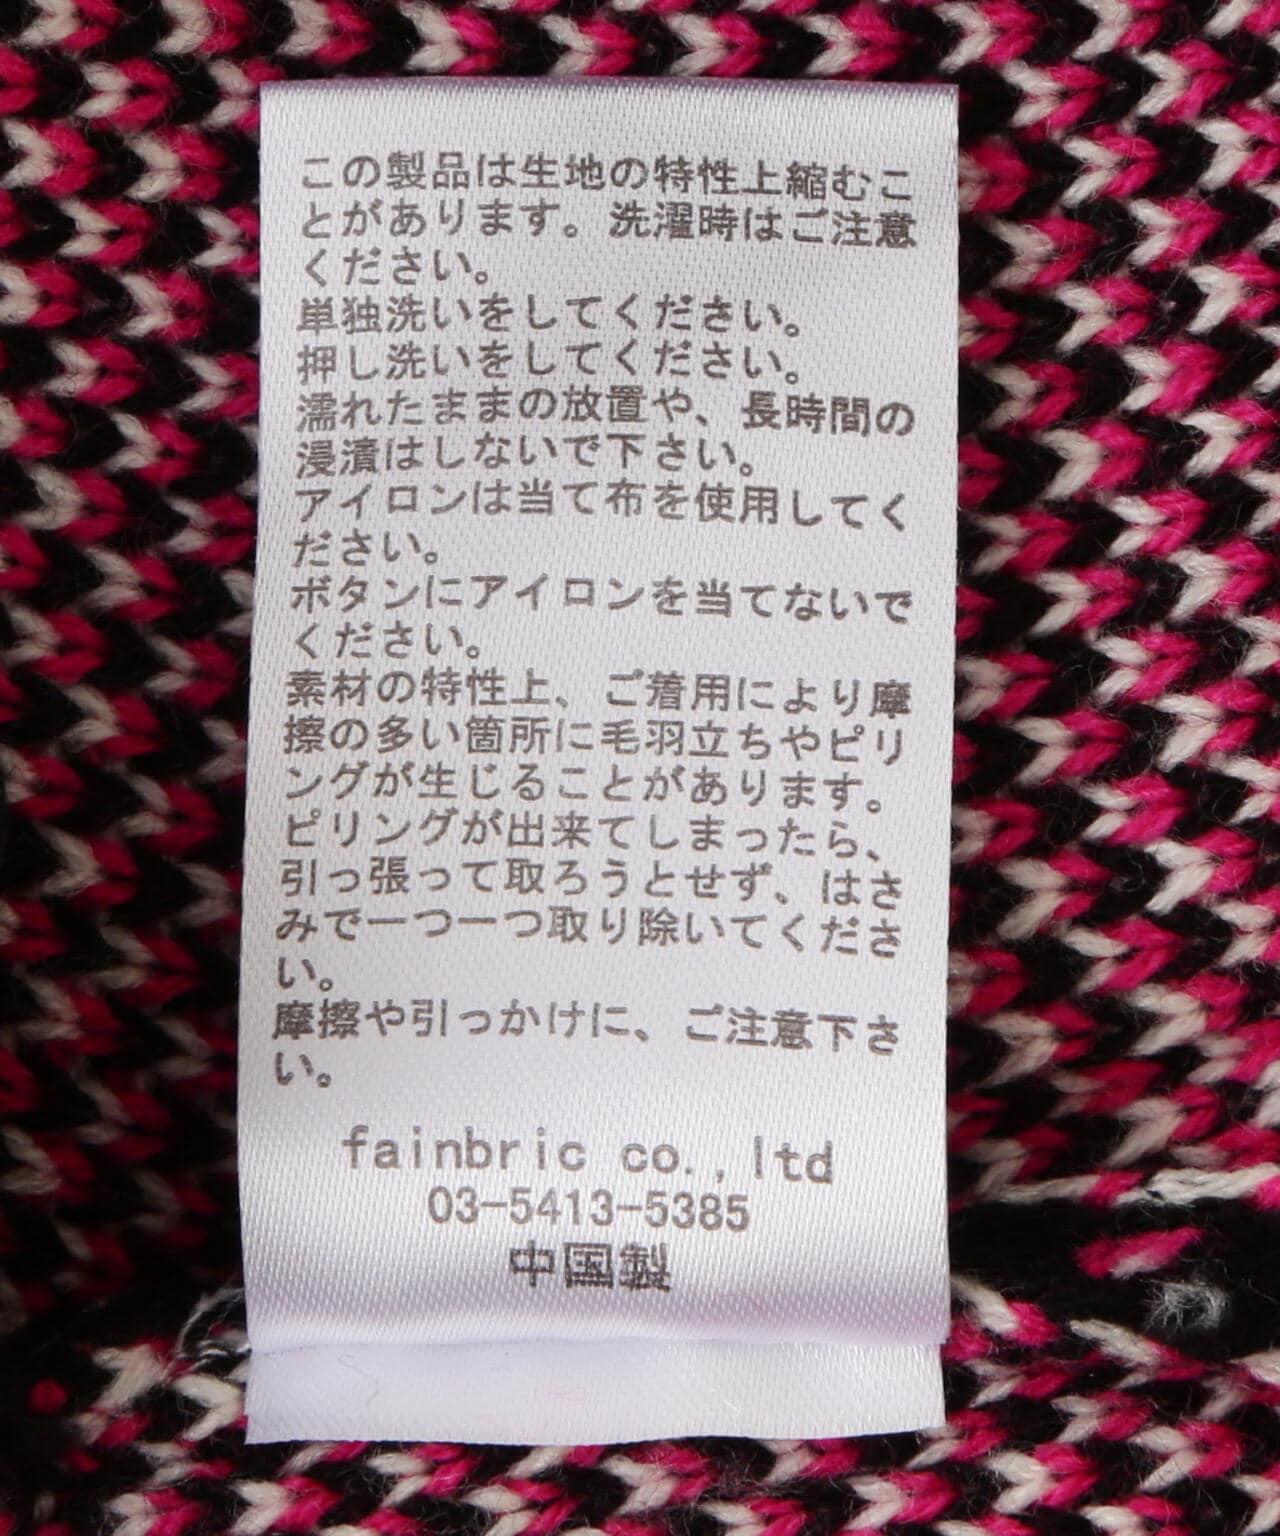 この製品は生地の特性上縮むこ
とがあります。洗濯時はご注意
ください。
単独洗いをしてください。
押し洗いをしてください。
濡れたままの放置や、長時間の
浸漬はしないで下さい。
アイロンは当て布を使用してく
ださい。
ボタンにアイロンを当てないで
ください。
素材の特性上、ご着用により摩
擦の多い箇所に毛羽立ちやピリ
ングが生じることがあります。
ピリングが出来てしまったら、
引っ張って取ろうとせず、はさ
みで一つ一つ取り除いてくださ
い。
摩擦や引っかけに、ご注意下さ
い。
fainbric co.,ltd
03-5413-5385
中国製